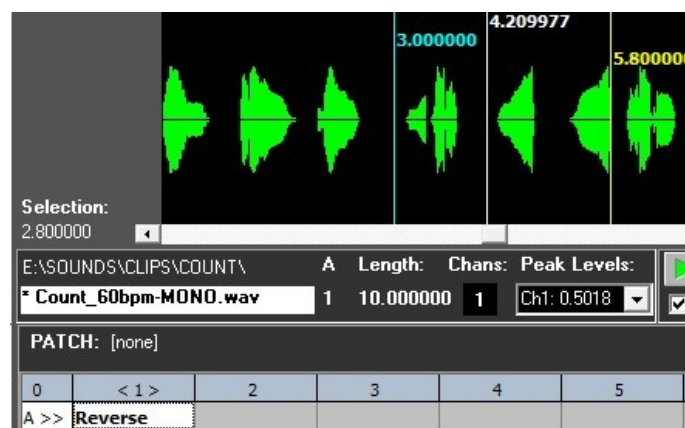 4.209977
3.000000
5.80000
Selection:
2.800000
E:\SOUNDS\CLIPS\COUNT\ A Length: Chans: Peak Levels:
* Count_60bpm-MONO.wav 1 10.000000 1 Ch1: 0.5018
PATCH: [none]
0 < 1 > 2 3 4 5
A >> Reverse